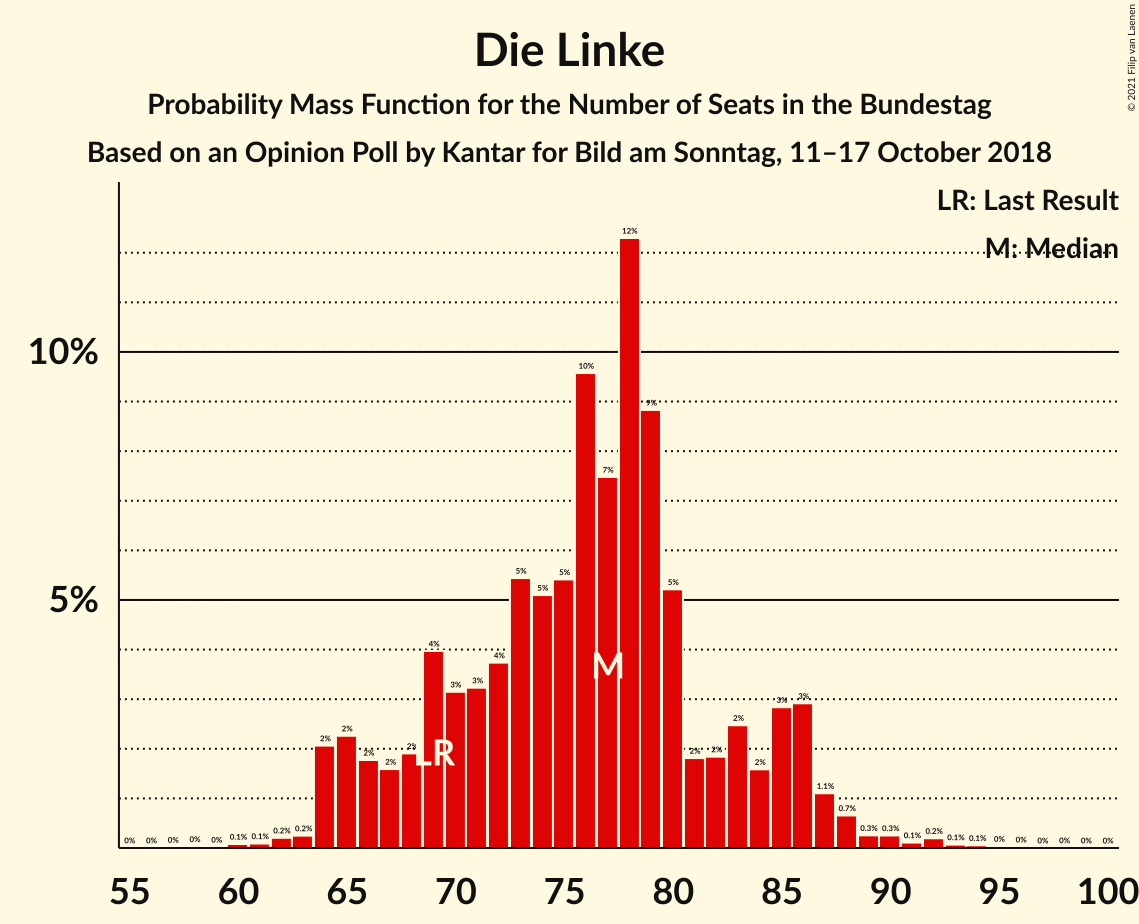 Die Linke
Probability Mass Function for the Number of Seats in the Bundestag
Based on an Opinion Poll by Kantar for Bild am Sonntag, 11–17 October 2018
© 2021 Filip van Laenen
LR: Last Result
M: Median
10%
5%
0% 0% 0% 0% 0% 0.1% 0.1% 0.2% 0.2% 2% 2% 2% 2% 2% 4% 3% 3% 4% 5% 5% 5% 10% 7% 12% 9% 5% 2% 2% 2% 2% 3% 3% 1.1% 0.7% 0.3% 0.3% 0.1% 0.2% 0.1% 0.1% 0% 0% 0% 0% 0% 0%
M
LR
55 60 65 70 75 80 85 90 95 100